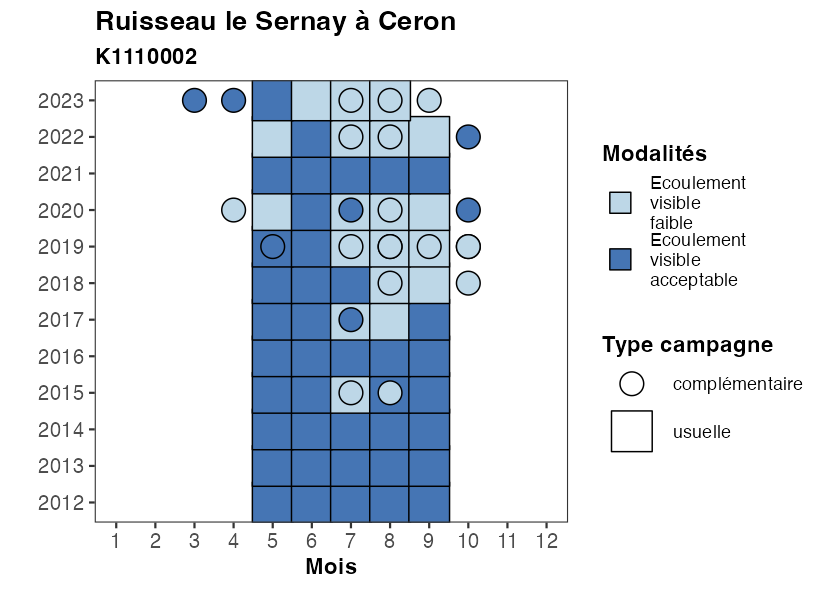 Ruisseau le Sernay à Ceron
K1110002
2023
2022
2021
2020
2019
2018
2017
2016
2015
2014
2013
2012
1 2 3 4 5 6 7 8 9 10 11 12
Mois
Modalités
Ecoulement
visible
faible
Ecoulement
visible
acceptable
Type campagne
complémentaire
usuelle